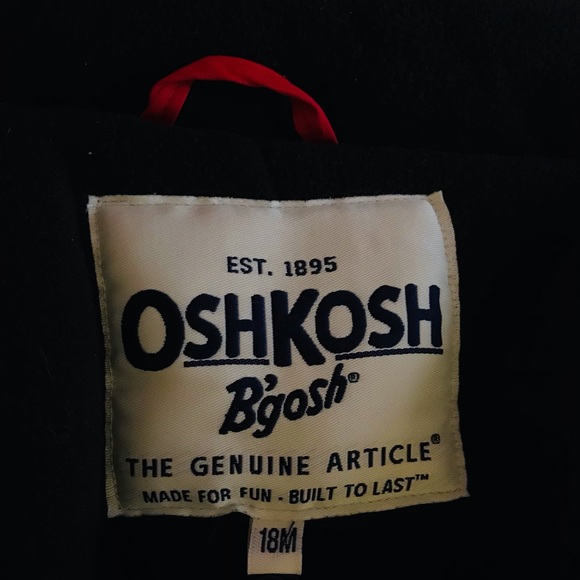 EST. 1895
OSHKOSH
B'gosh®
THE GENUINE ARTICLE®
MADE FOR FUN - BUILT TO LAST™
18M